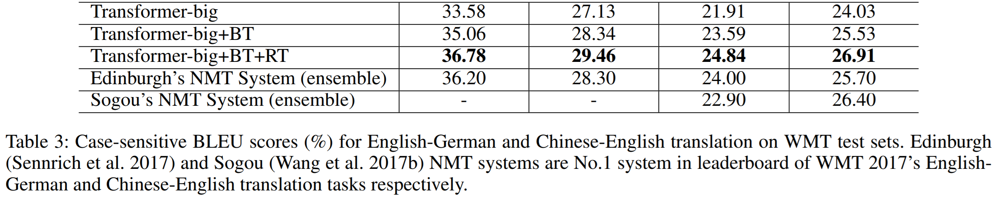 Transformer-big 33.58 27.13 21.91 24.03
Transformer-big+BT 35.06 28.34 23.59 25.53
Transformer-big+BT+RT 36.78 29.46 24.84 26.91
Edinburgh's NMT System (ensemble) 36.20 28.30 24.00 25.70
Sogou's NMT System (ensemble) - - 22.90 26.40
Table 3: Case-sensitive BLEU scores (%) for English-German and Chinese-English translation on WMT test sets. Edinburgh
(Sennrich et al. 2017) and Sogou (Wang et al. 2017b) NMT systems are No.1 system in leaderboard of WMT 2017's English-
German and Chinese-English translation tasks respectively.